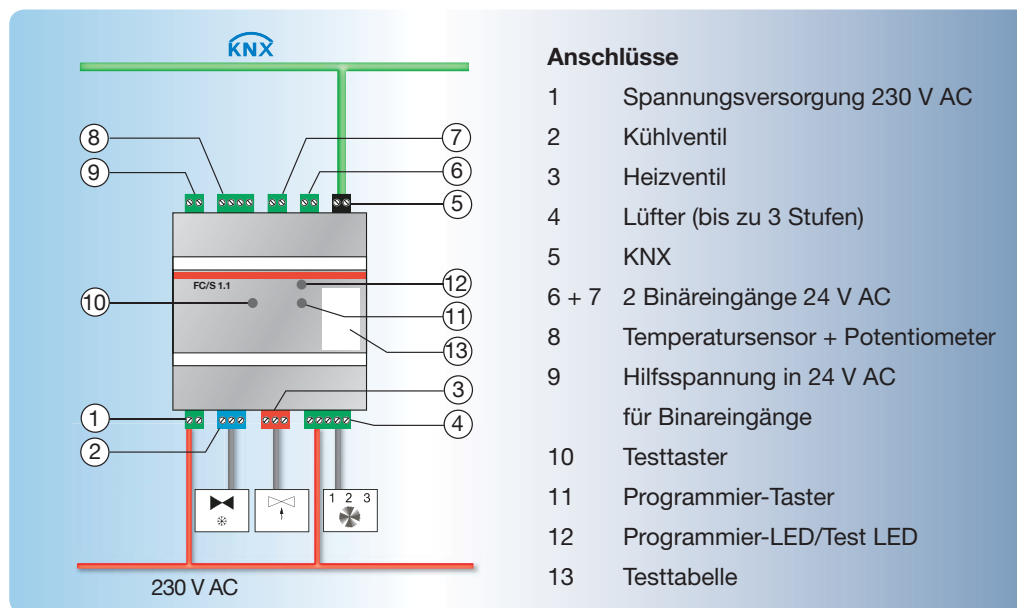 KNX
8
9
7
6
5
FC/S 1.1
10
12
11
13
3
1
2
4
1 2 3
230 V AC
Anschlüsse
1 Spannungsversorgung 230 V AC
2 Kühlventil
3 Heizventil
4 Lüfter (bis zu 3 Stufen)
5 KNX
6 + 7 2 Binäreingänge 24 V AC
8 Temperatursensor + Potentiometer
9 Hilfsspannung in 24 V AC
für Binareingänge
10 Testtaster
11 Programmier-Taster
12 Programmier-LED/Test LED
13 Testtabelle